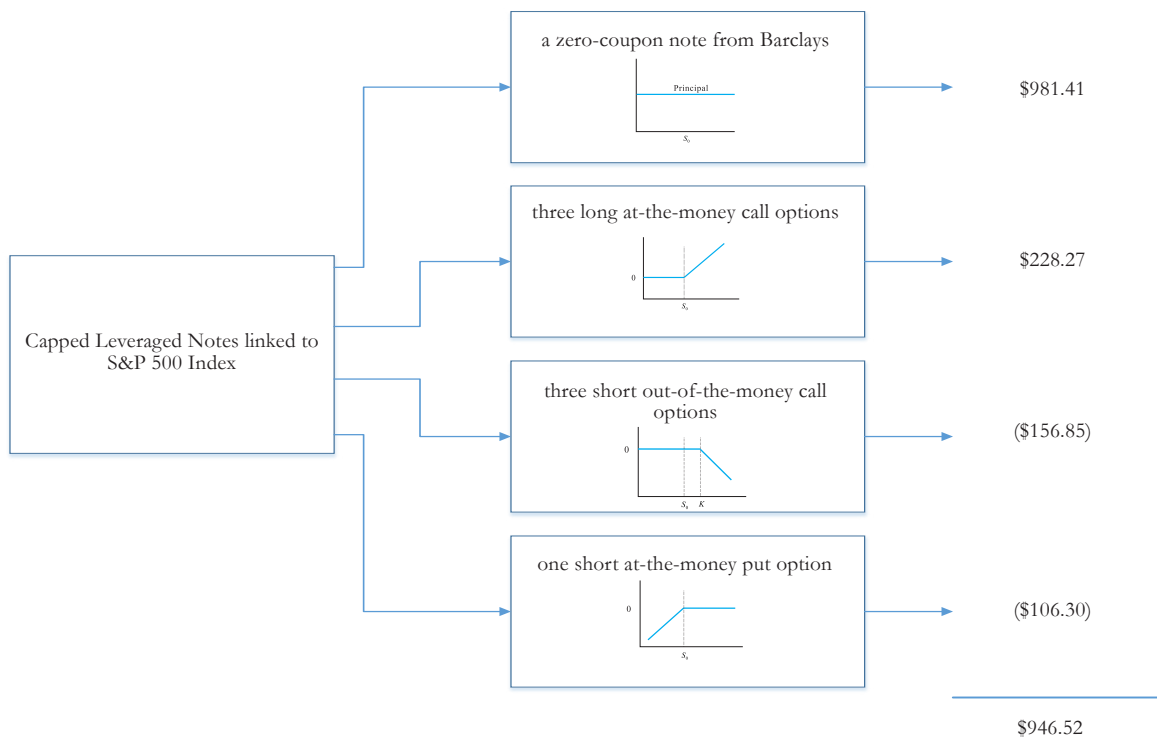 Capped Leveraged Notes linked to
S&P 500 Index
a zero-coupon note from Barclays
Principal
S₀
$981.41
three long at-the-money call options
0
S₀
$228.27
three short out-of-the-money call
options
0
S₀ K
($156.85)
one short at-the-money put option
0
S₀
($106.30)
$946.52